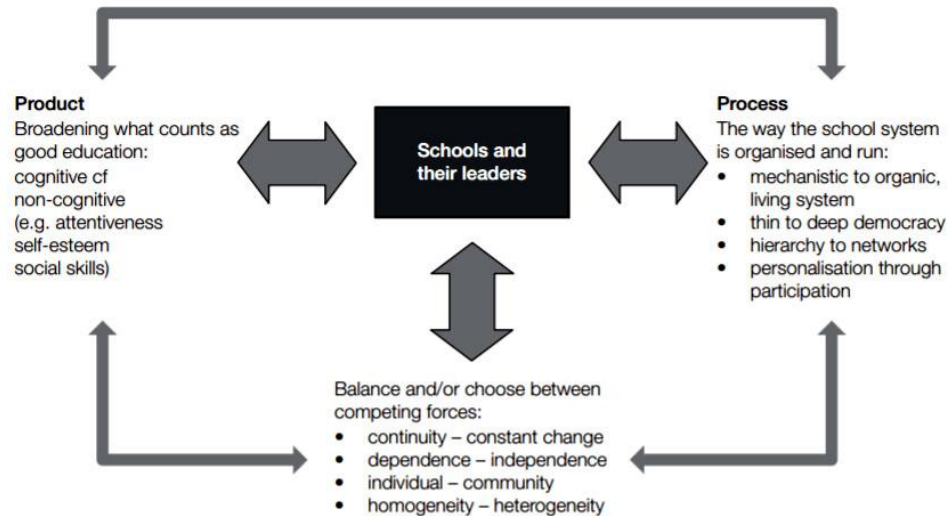 Product
Broadening what counts as
good education:
cognitive cf
non-cognitive
(e.g. attentiveness
self-esteem
social skills)
Schools and
their leaders
Process
The way the school system
is organised and run:
• mechanistic to organic,
living system
• thin to deep democracy
• hierarchy to networks
• personalisation through
participation
Balance and/or choose between
competing forces:
• continuity – constant change
• dependence – independence
• individual – community
• homogeneity – heterogeneity